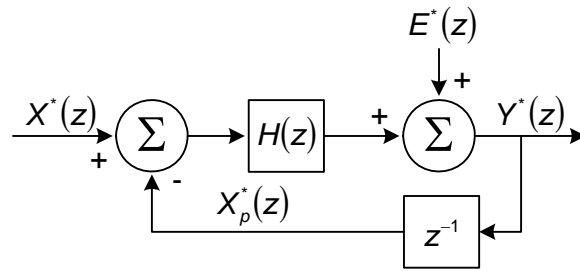 E*(z)
+
X*(z)
+
Σ
-
H(z)
+
Σ
Y*(z)
X*p(z)
z⁻¹